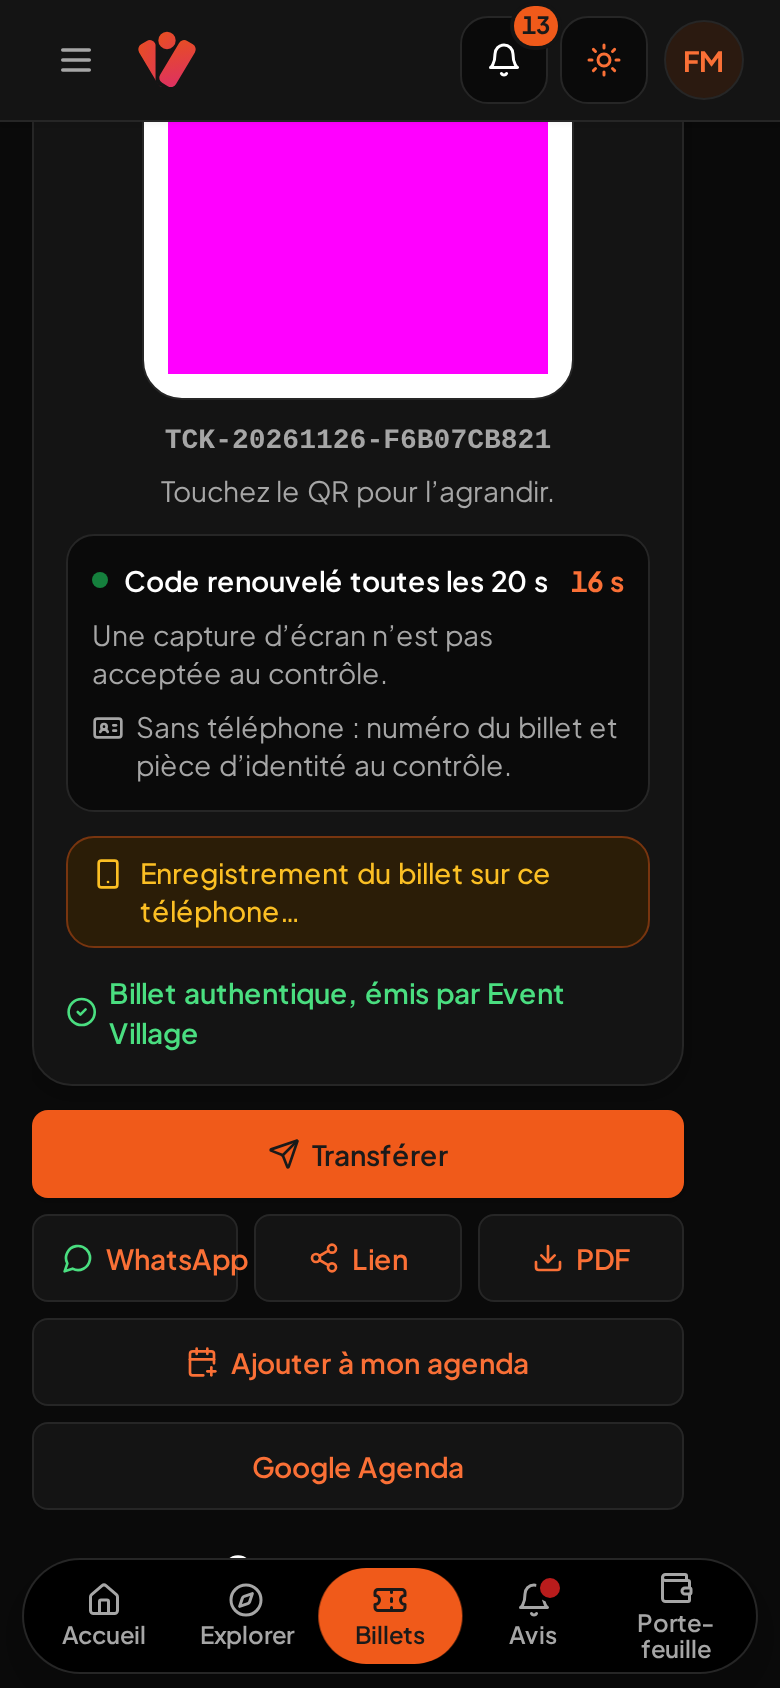 13
FM
TCK-20261126-F6B07CB821
Touchez le QR pour l’agrandir.
Code renouvelé toutes les 20 s 16 s
Une capture d’écran n’est pas
acceptée au contrôle.
Sans téléphone : numéro du billet et
pièce d’identité au contrôle.
Enregistrement du billet sur ce
téléphone…
Billet authentique, émis par Event
Village
Transférer
WhatsApp
Lien
PDF
Ajouter à mon agenda
Google Agenda
Accueil
Explorer
Billets
Avis
Porte-
feuille